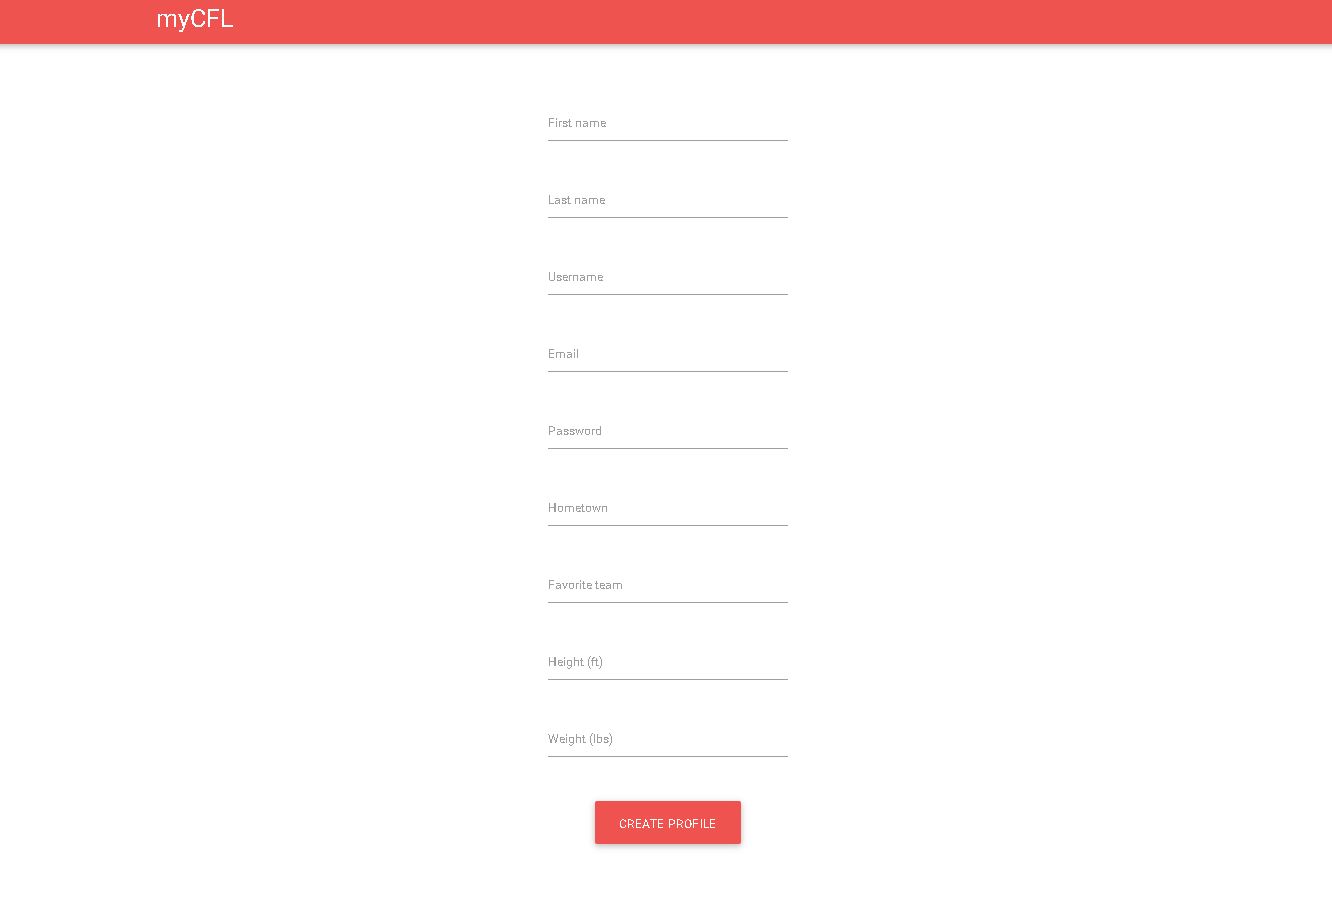 myCFL
First name
Last name
Username
Email
Password
Hometown
Favorite team
Height (ft)
Weight (lbs)
CREATE PROFILE